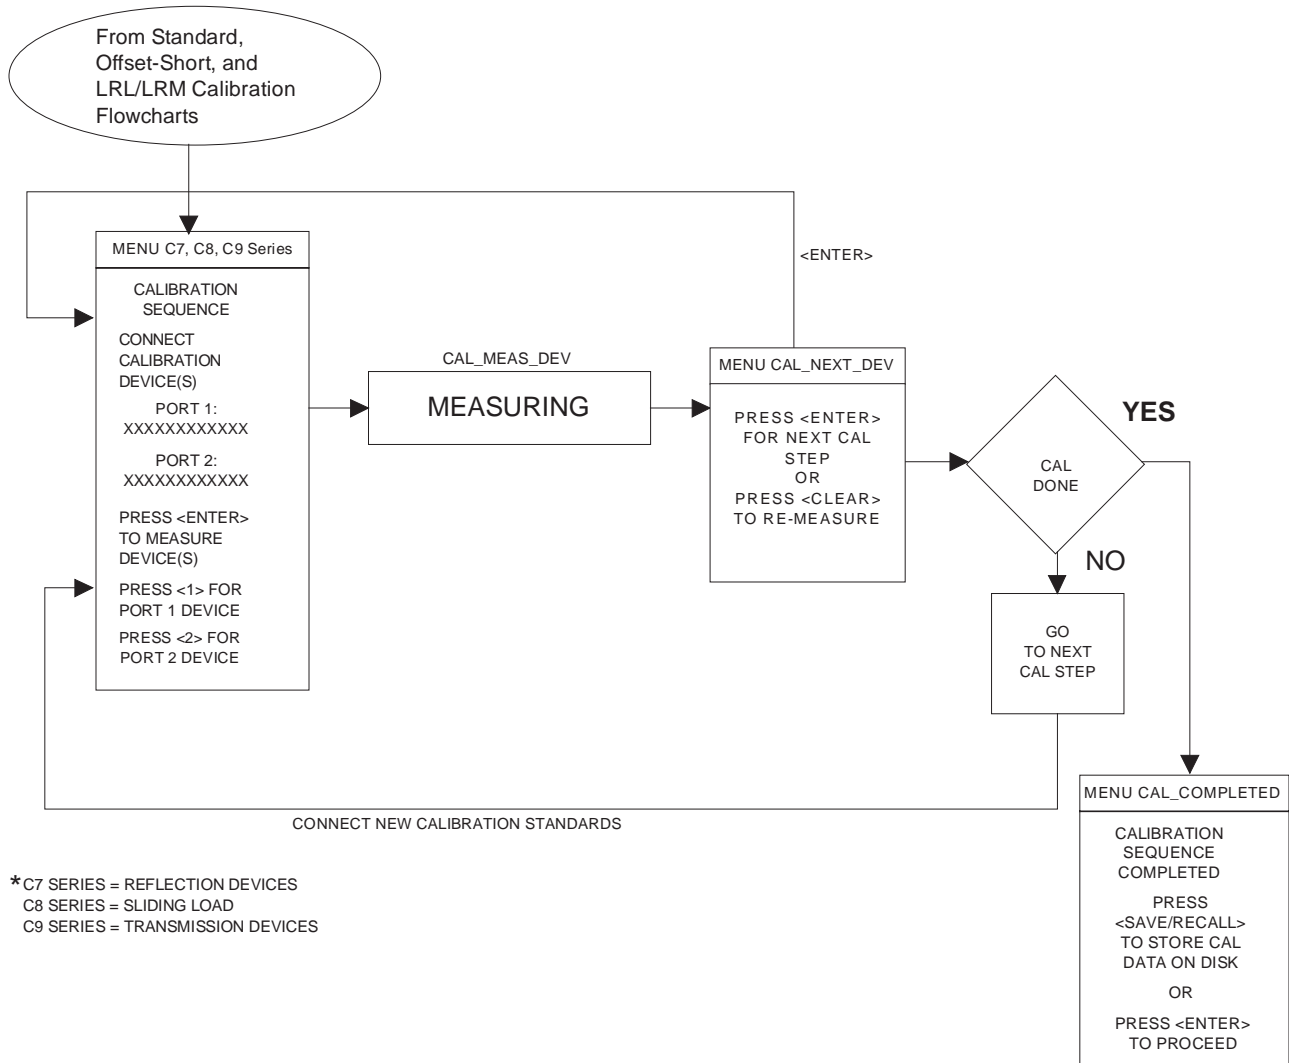 From Standard,
Offset-Short, and
LRL/LRM Calibration
Flowcharts
MENU C7, C8, C9 Series
CALIBRATION
SEQUENCE
CONNECT
CALIBRATION
DEVICE(S)
PORT 1:
XXXXXXXXXXXX
PORT 2:
XXXXXXXXXXXX
PRESS <ENTER>
TO MEASURE
DEVICE(S)
PRESS <1> FOR
PORT 1 DEVICE
PRESS <2> FOR
PORT 2 DEVICE
CAL_MEAS_DEV
MEASURING
<ENTER>
MENU CAL_NEXT_DEV
PRESS <ENTER>
FOR NEXT CAL
STEP
OR
PRESS <CLEAR>
TO RE-MEASURE
CAL
DONE
YES
NO
GO
TO NEXT
CAL STEP
CONNECT NEW CALIBRATION STANDARDS
MENU CAL_COMPLETED
CALIBRATION
SEQUENCE
COMPLETED
PRESS
<SAVE/RECALL>
TO STORE CAL
DATA ON DISK
OR
PRESS <ENTER>
TO PROCEED
*C7 SERIES = REFLECTION DEVICES
C8 SERIES = SLIDING LOAD
C9 SERIES = TRANSMISSION DEVICES